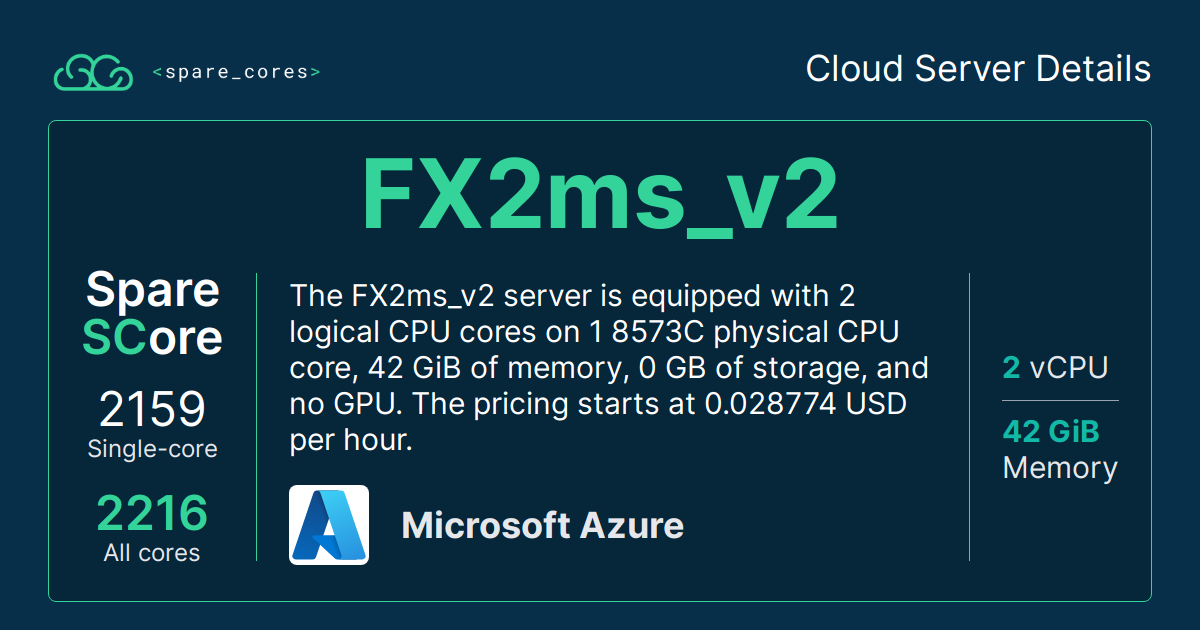 <spare_cores>
Cloud Server Details
FX2ms_v2
Spare
SCore
2159
Single-core
2216
All cores
The FX2ms_v2 server is equipped with 2
logical CPU cores on 1 8573C physical CPU
core, 42 GiB of memory, 0 GB of storage, and
no GPU. The pricing starts at 0.028774 USD
per hour.
Microsoft Azure
2 vCPU
42 GiB
Memory